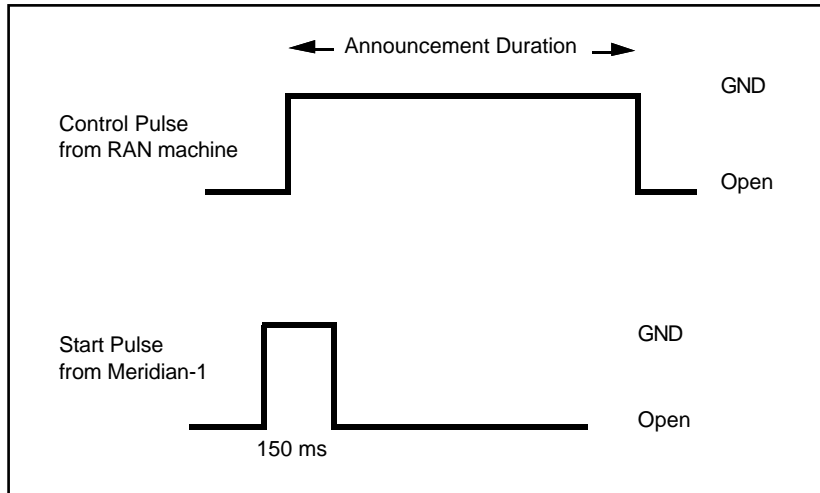 Announcement Duration
GND
Control Pulse
from RAN machine
Open
GND
Start Pulse
from Meridian-1
Open
150 ms